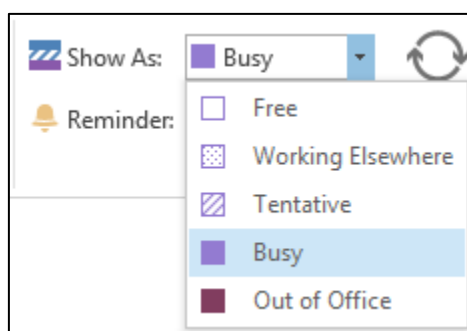 Show As: Busy
Reminder:
Free
Working Elsewhere
Tentative
Busy
Out of Office